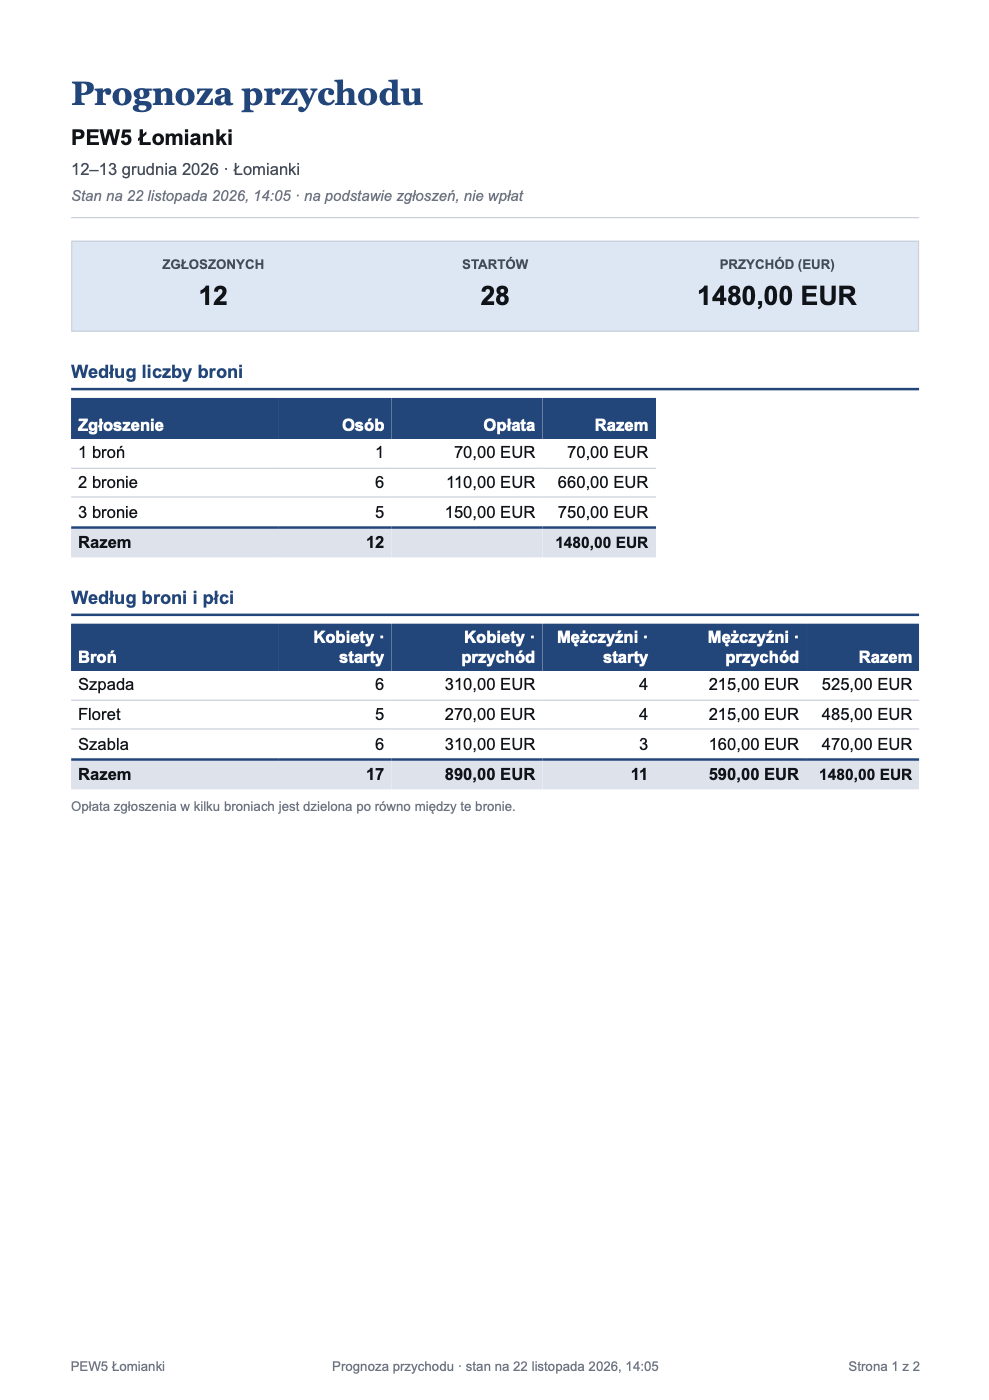 Prognoza przychodu
PEW5 Łomianki
12–13 grudnia 2026 · Łomianki
Stan na 22 listopada 2026, 14:05 · na podstawie zgłoszeń, nie wpłat
ZGŁOSZONYCH STARTÓW PRZYCHÓD (EUR)
12 28 1480,00 EUR
Według liczby broni
Zgłoszenie Osób Opłata Razem
1 broń 1 70,00 EUR 70,00 EUR
2 bronie 6 110,00 EUR 660,00 EUR
3 bronie 5 150,00 EUR 750,00 EUR
Razem 12 1480,00 EUR
Według broni i płci
Broń Kobiety · starty Kobiety · przychód Mężczyźni · starty Mężczyźni · przychód Razem
Szpada 6 310,00 EUR 4 215,00 EUR 525,00 EUR
Floret 5 270,00 EUR 4 215,00 EUR 485,00 EUR
Szabla 6 310,00 EUR 3 160,00 EUR 470,00 EUR
Razem 17 890,00 EUR 11 590,00 EUR 1480,00 EUR
Opłata zgłoszenia w kilku broniach jest dzielona po równo między te bronie.
PEW5 Łomianki Prognoza przychodu · stan na 22 listopada 2026, 14:05 Strona 1 z 2